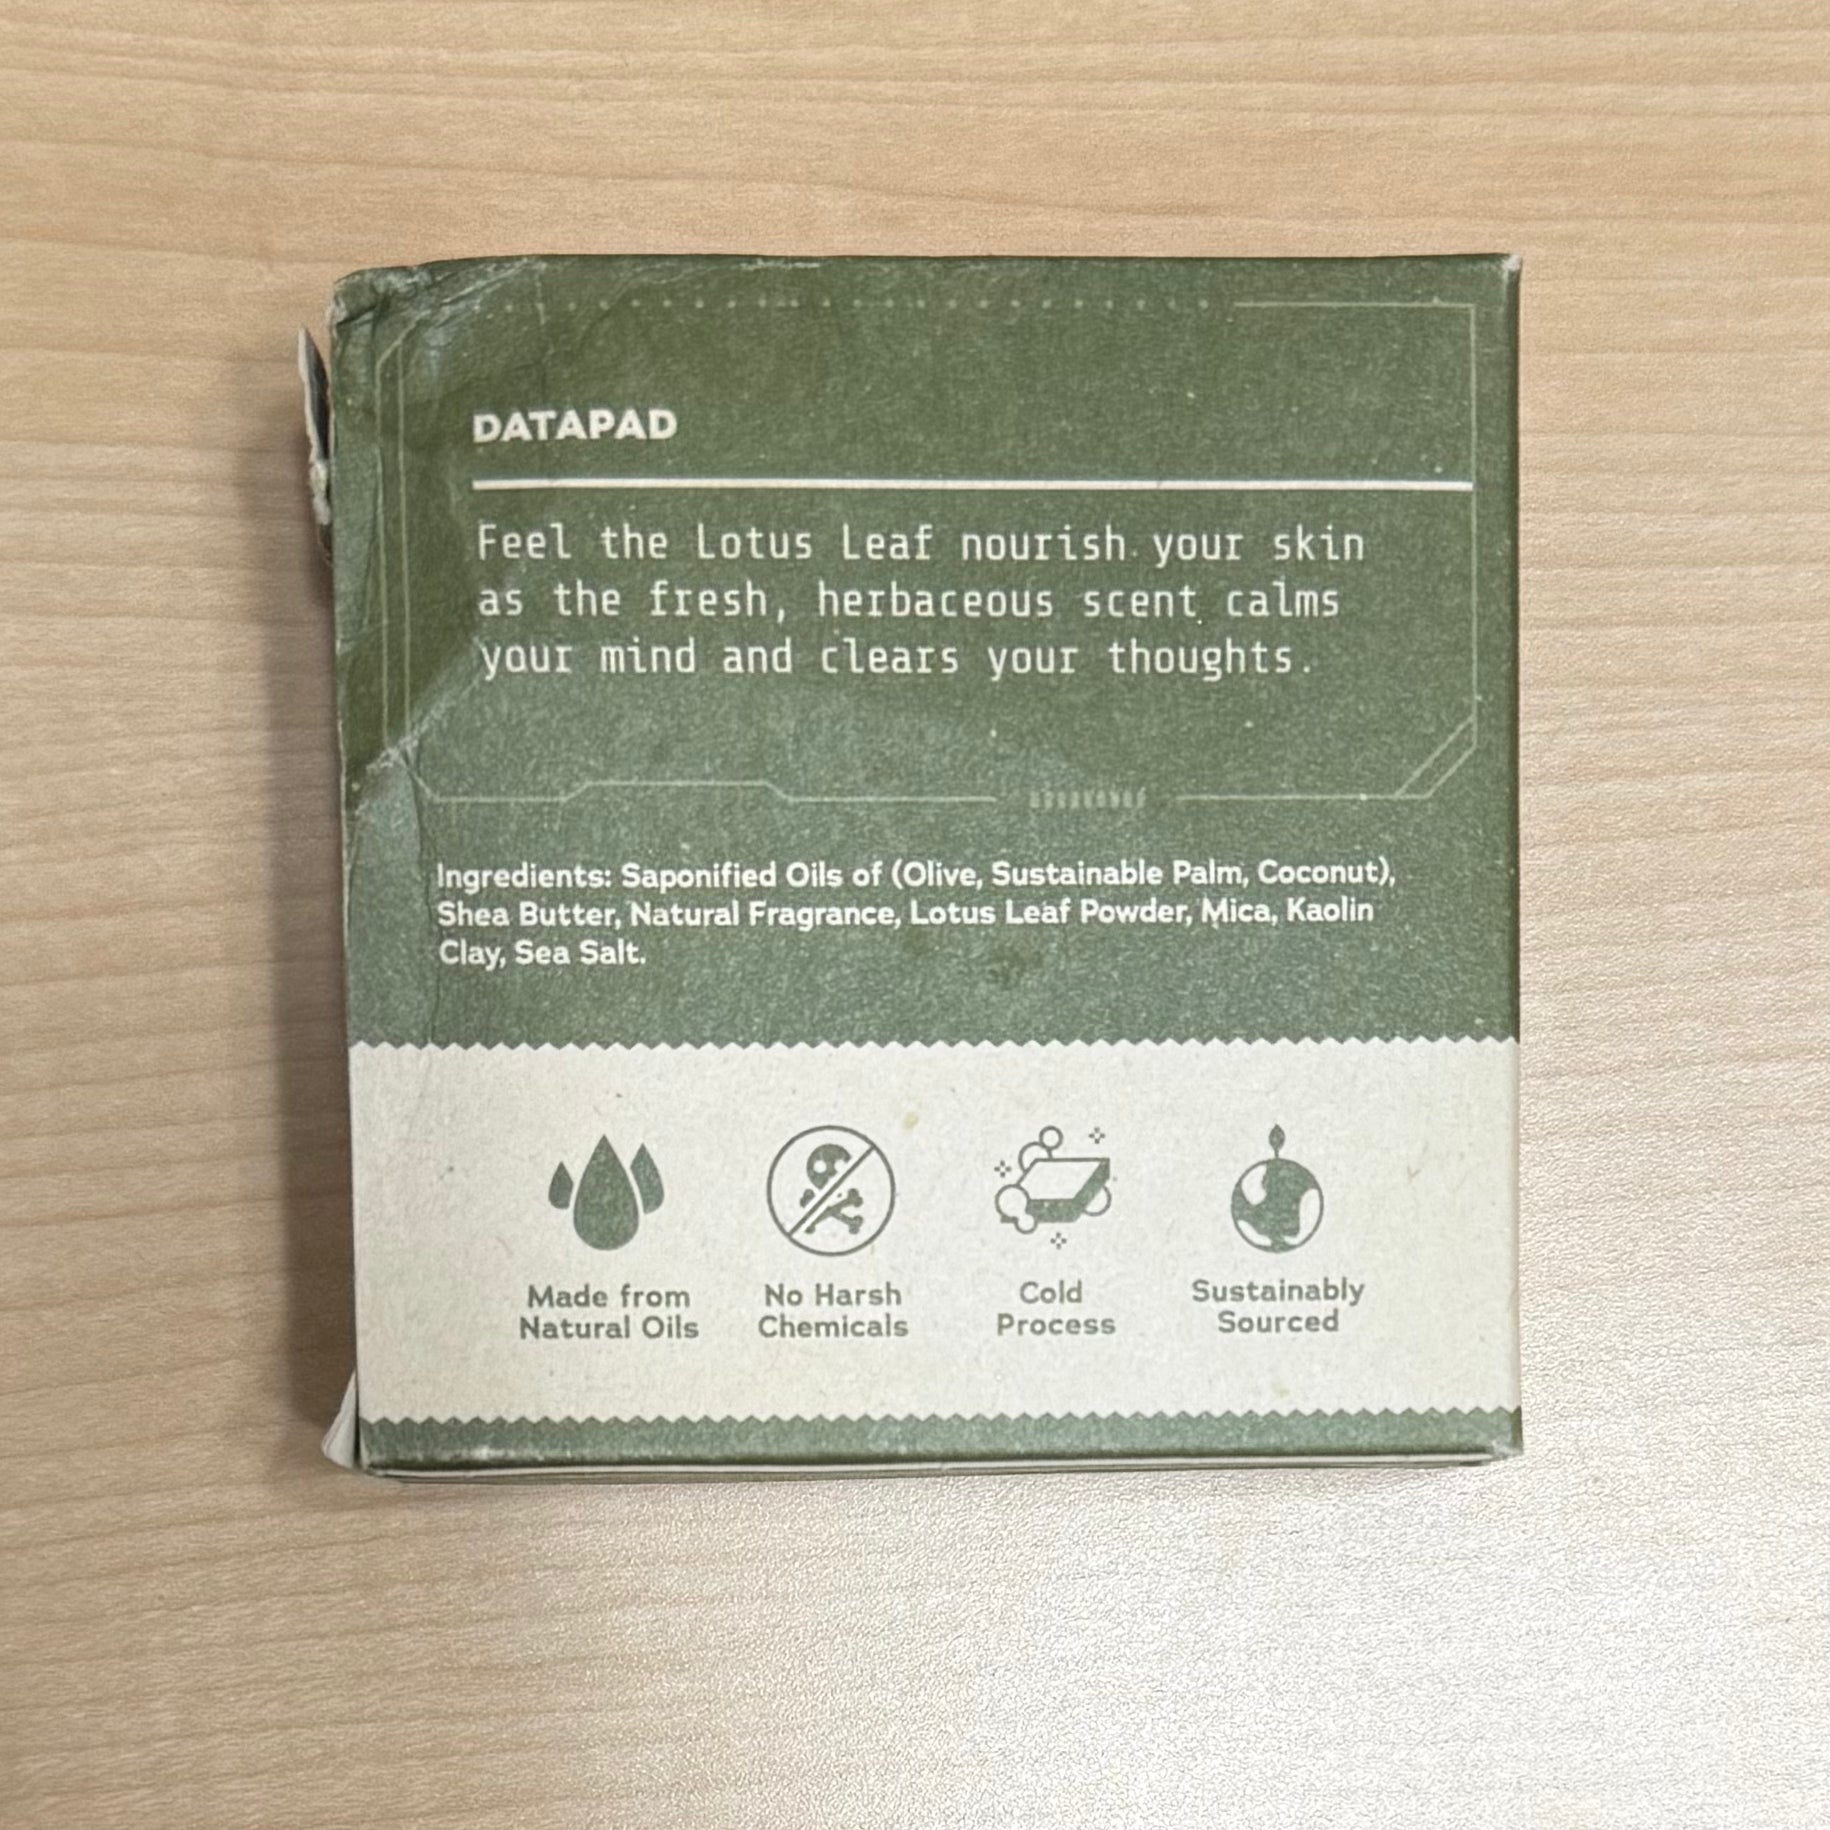 DATAPAD
Feel the Lotus Leaf nourish your skin
as the fresh, herbaceous scent calms
your mind and clears your thoughts.
Ingredients: Saponified Oils of (Olive, Sustainable Palm, Coconut),
Shea Butter, Natural Fragrance, Lotus Leaf Powder, Mica, Kaolin
Clay, Sea Salt.
Made from
Natural Oils
No Harsh
Chemicals
Cold
Process
Sustainably
Sourced